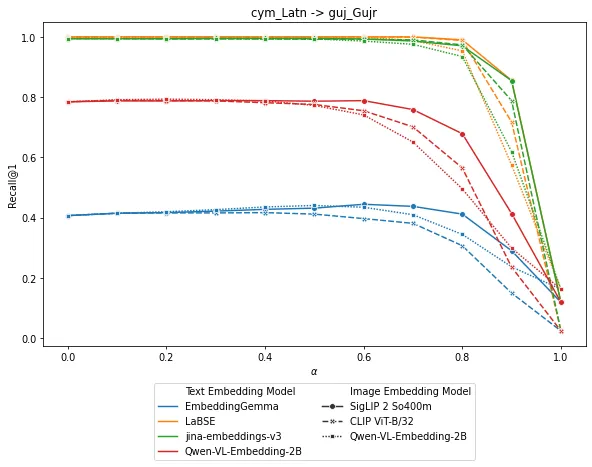 cym_Latn -> guj_Gujr
Recall@1
1.0
0.8
0.6
0.4
0.2
0.0
0.0 0.2 0.4 0.6 0.8 1.0
α
Text Embedding Model Image Embedding Model
EmbeddingGemma SigLIP 2 So400m
LaBSE CLIP ViT-B/32
jina-embeddings-v3 Qwen-VL-Embedding-2B
Qwen-VL-Embedding-2B